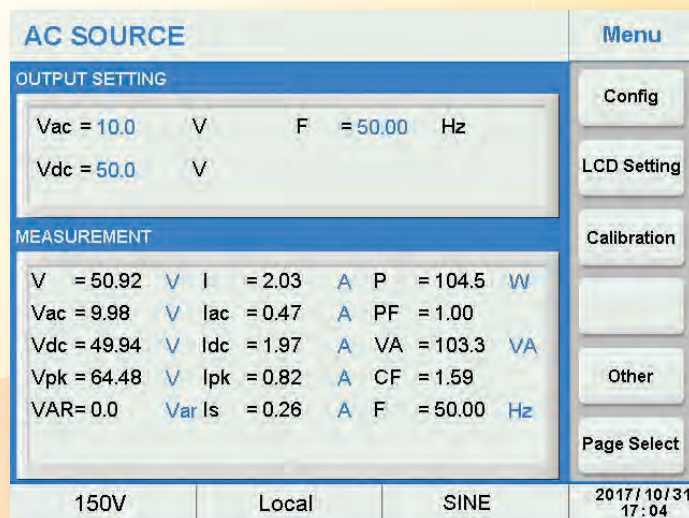 AC SOURCE
Menu
OUTPUT SETTING
Vac = 10.0 V F = 50.00 Hz
Vdc = 50.0 V
MEASUREMENT
V = 50.92 V I = 2.03 A P = 104.5 W
Vac = 9.98 V Iac = 0.47 A PF = 1.00
Vdc = 49.94 V Idc = 1.97 A VA = 103.3 VA
Vpk = 64.48 V Ipk = 0.82 A CF = 1.59
VAR= 0.0 Var Is = 0.26 A F = 50.00 Hz
Config
LCD Setting
Calibration
Other
Page Select
150V Local SINE
2017/10/31
17:04